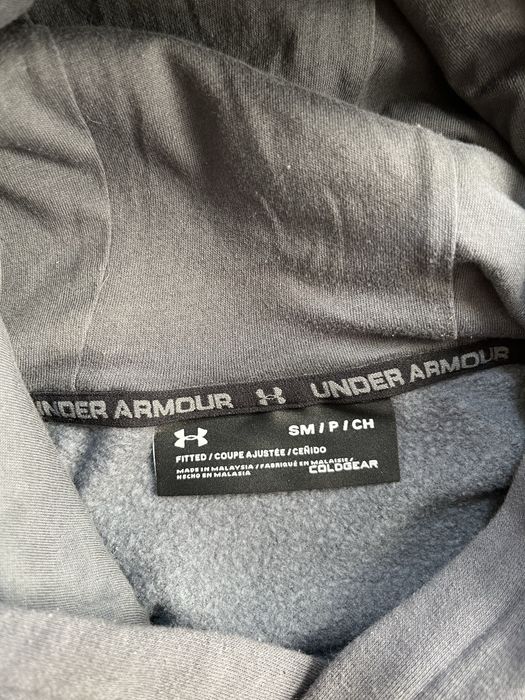 UNDER ARMOUR UNDER ARMOUR
SM / P / CH
FITTED / COUPE AJUSTÉE / CEÑIDO
MADE IN MALAYSIA / FABRIQUÉ EN MALAISIE /
HECHO EN MALASIA
COLDGEAR